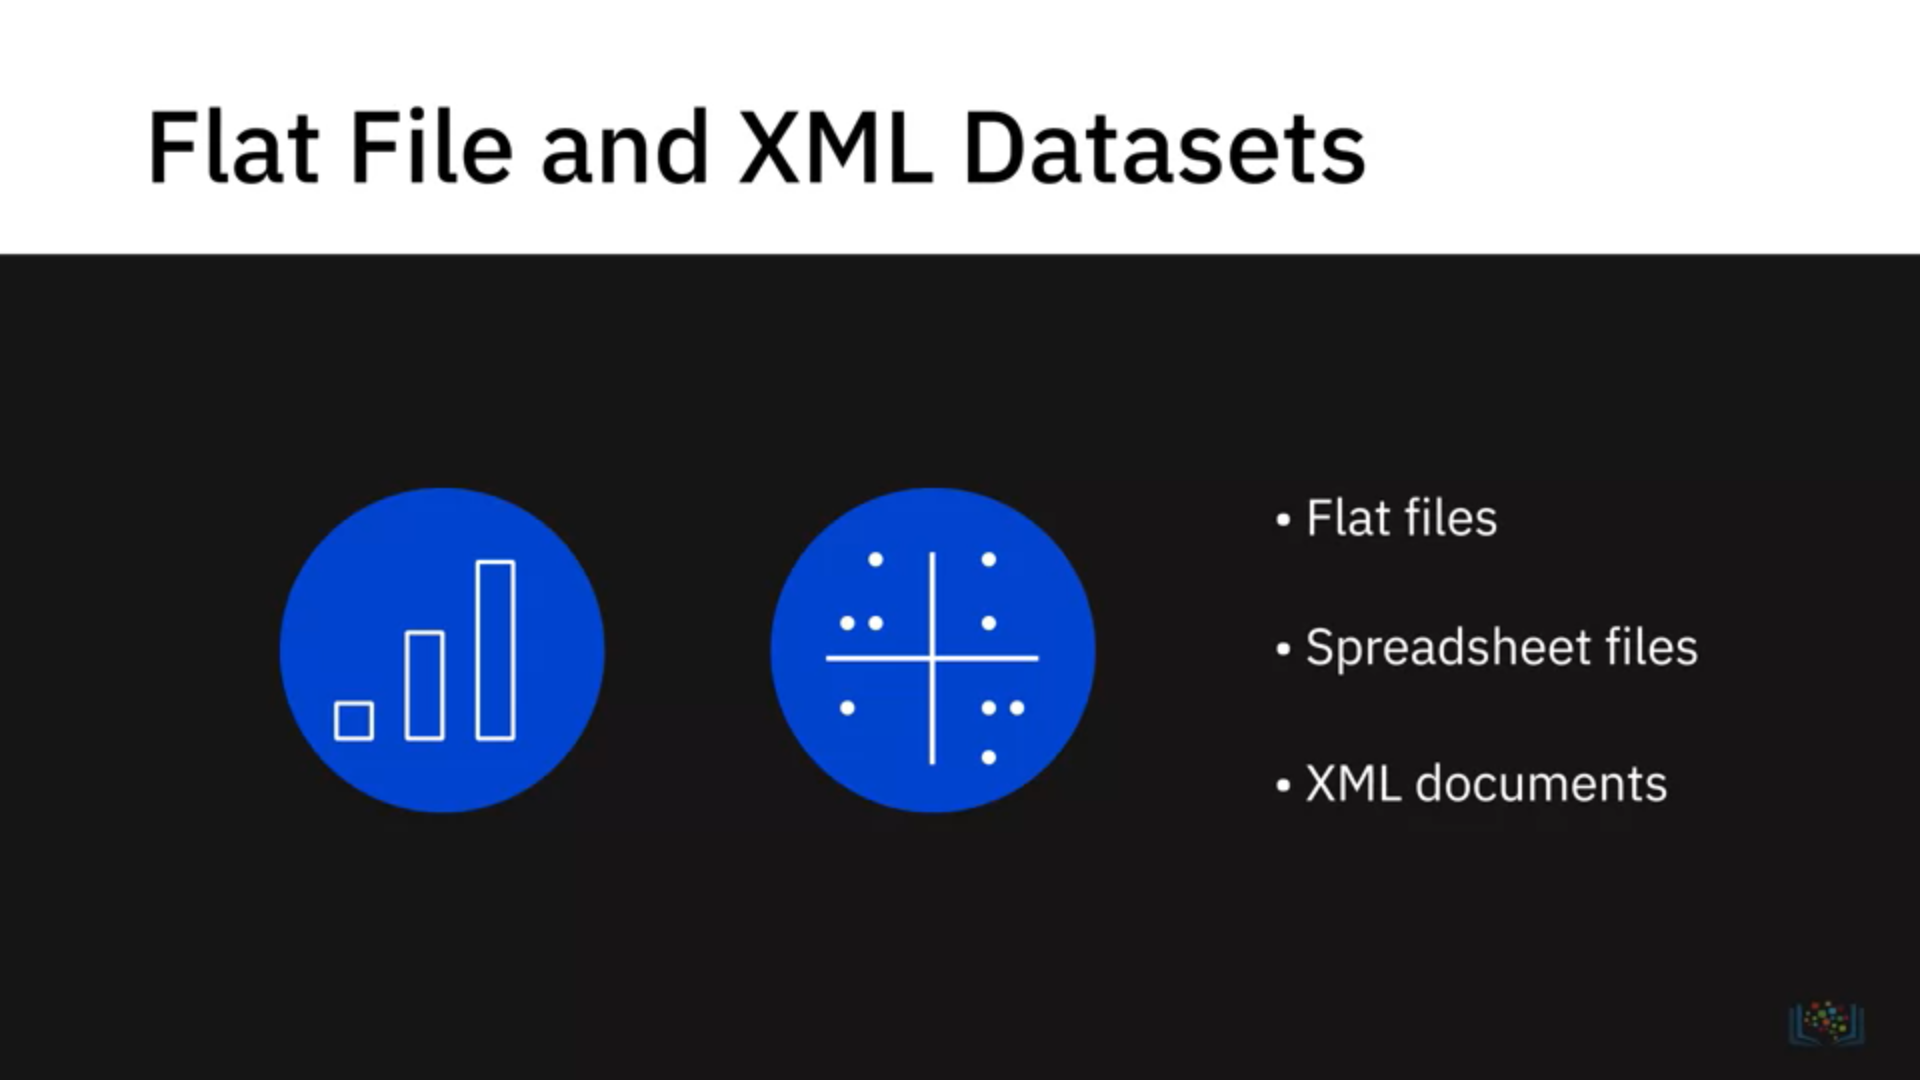 Flat File and XML Datasets
• Flat files
• Spreadsheet files
• XML documents